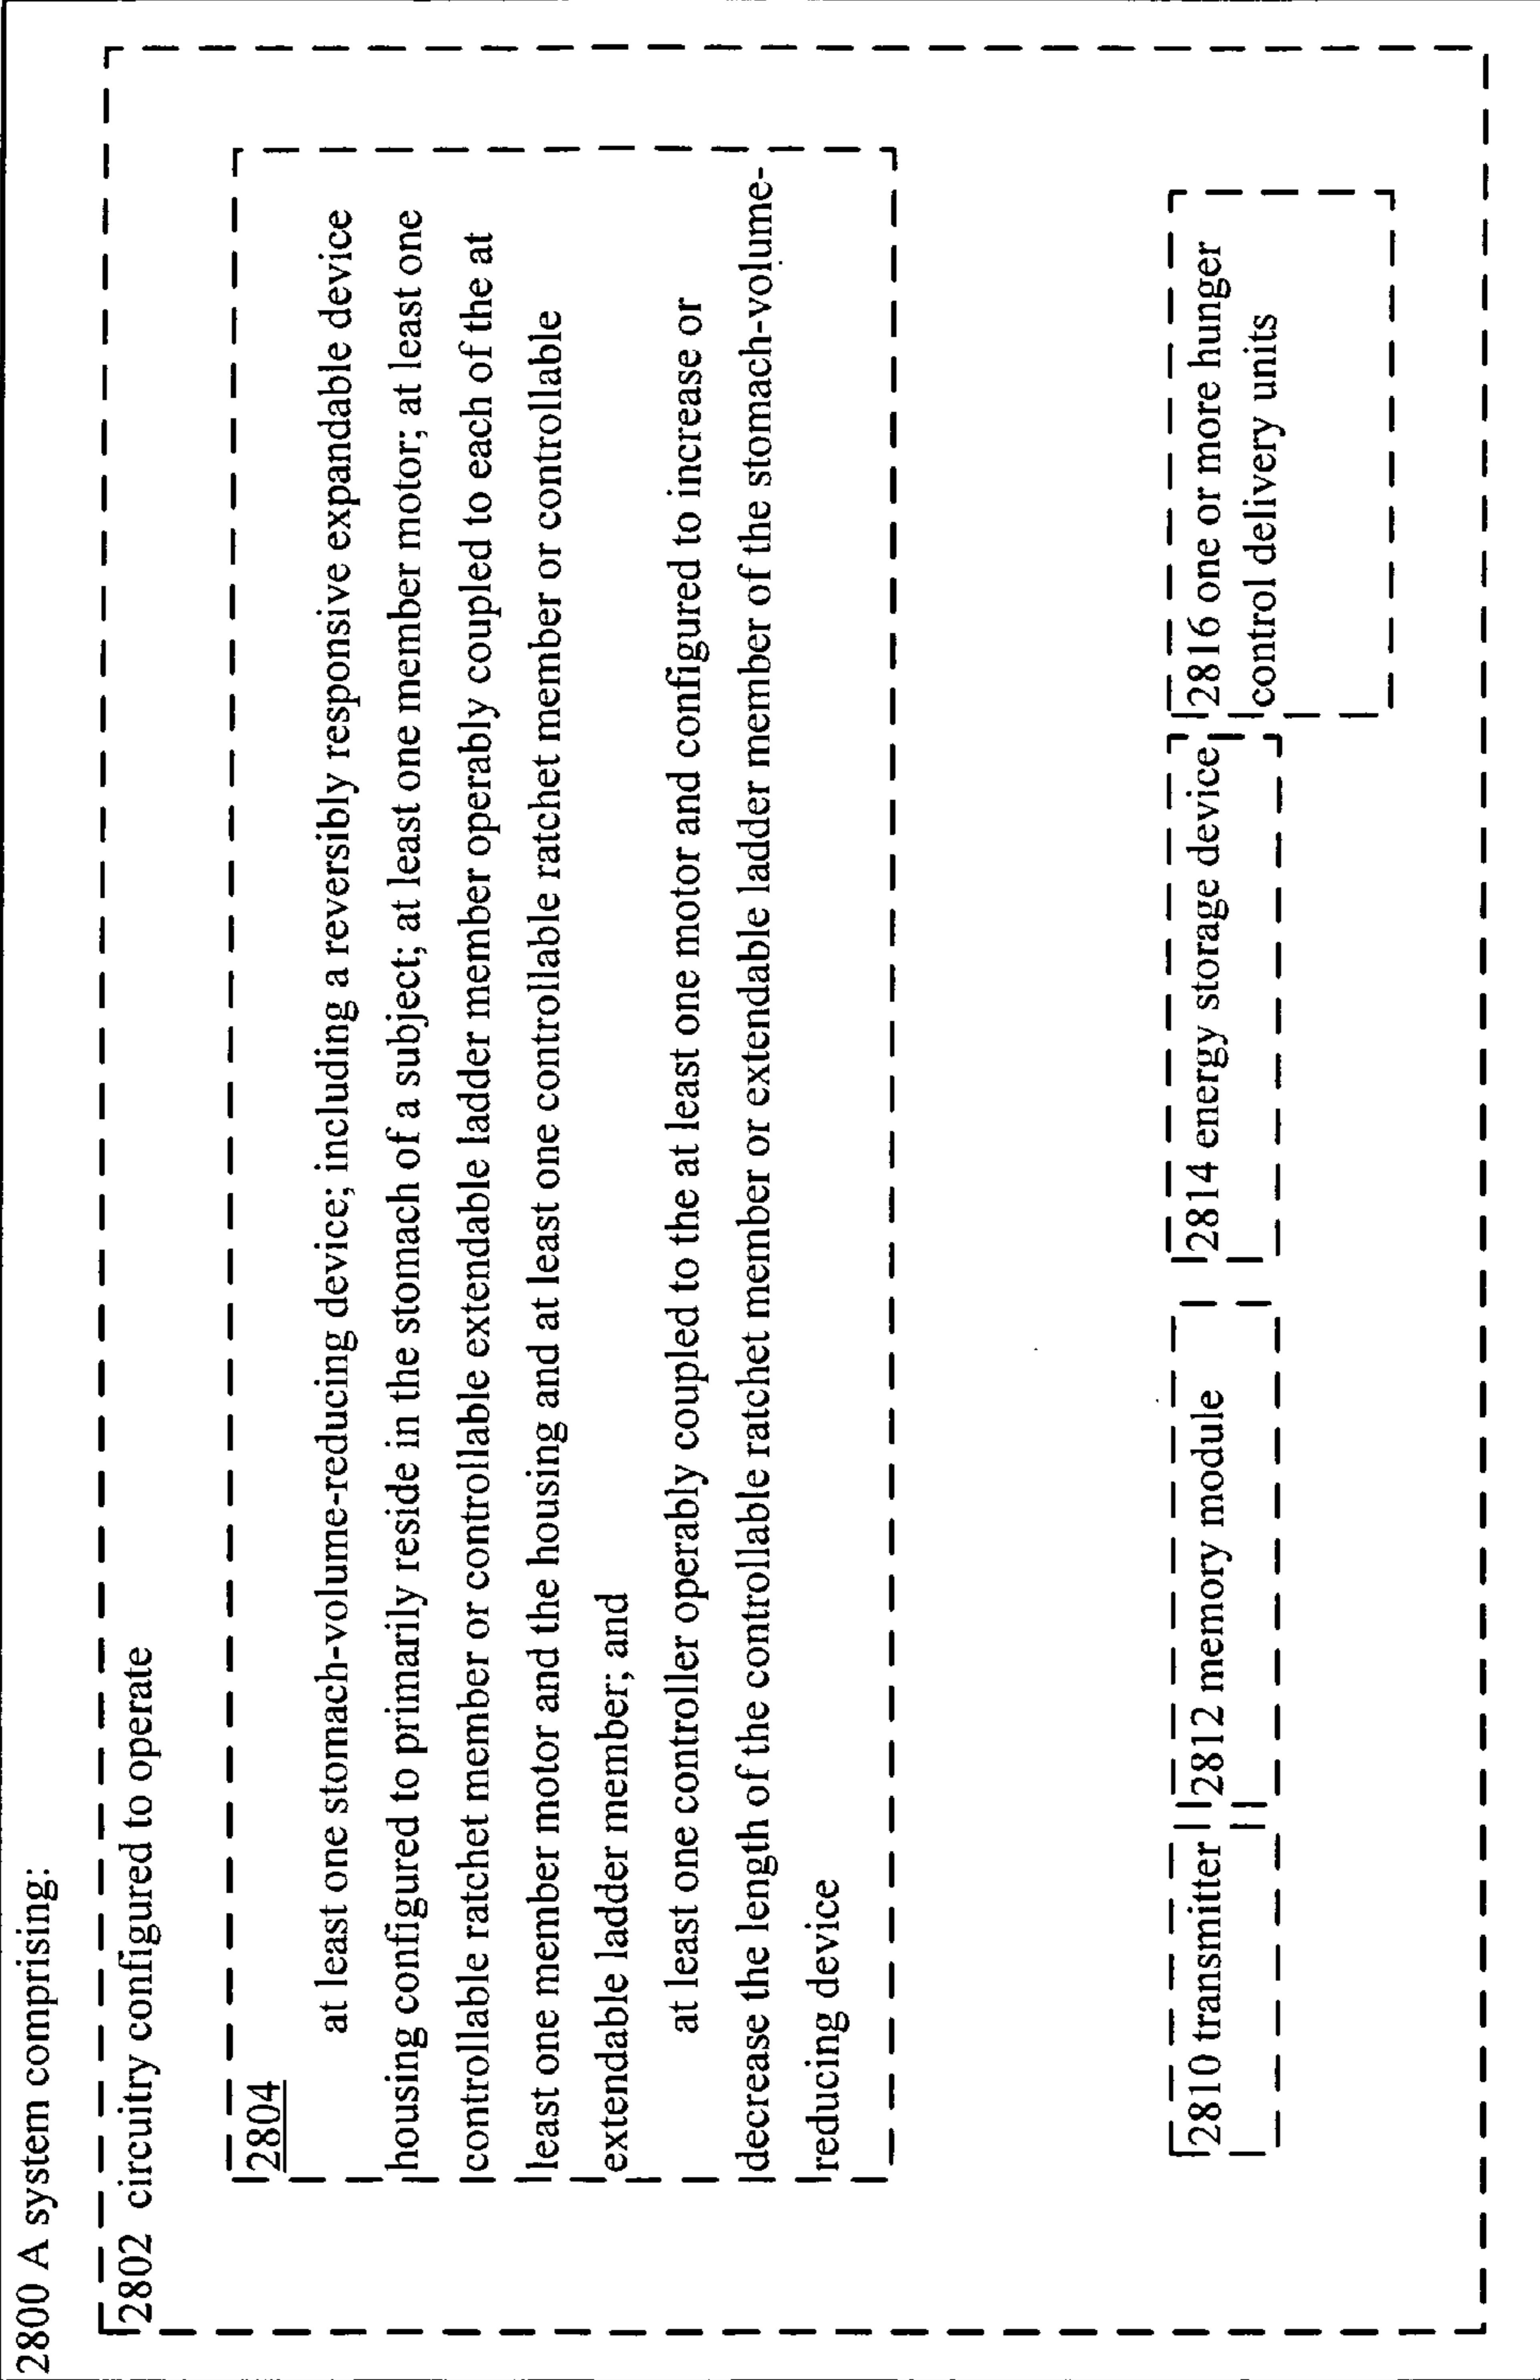 2800 A system comprising:
2802 circuitry configured to operate
2804
at least one stomach-volume-reducing device; including a reversibly responsive expandable device
housing configured to primarily reside in the stomach of a subject; at least one member motor; at least one
controllable ratchet member or controllable extendable ladder member operably coupled to each of the at
least one member motor and the housing and at least one controllable ratchet member or controllable
extendable ladder member; and
at least one controller operably coupled to the at least one motor and configured to increase or
decrease the length of the controllable ratchet member or extendable ladder member of the stomach-volume-
reducing device
2810 transmitter
2812 memory module
2814 energy storage device
2816 one or more hunger
control delivery units